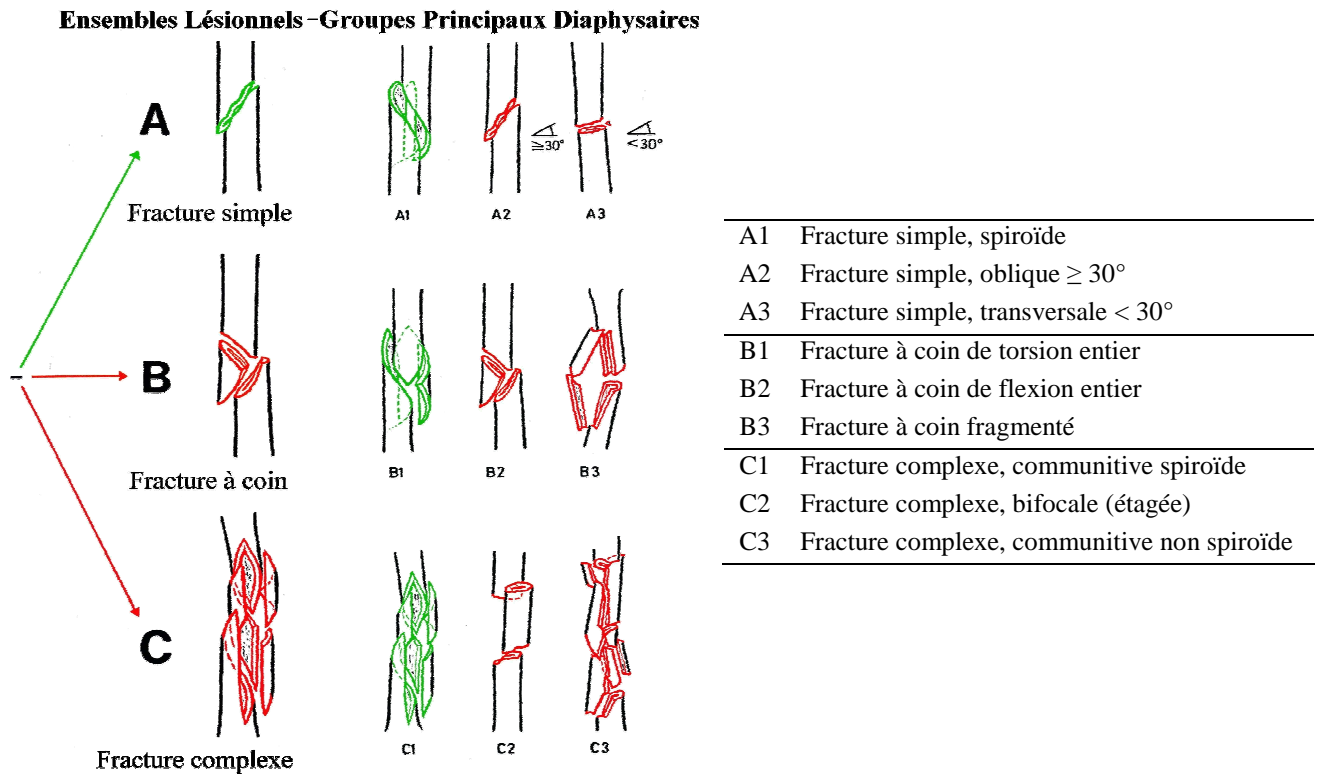 Ensembles Lésionnels -Groupes Principaux Diaphysaires
A
≧30°
<30°
Fracture simple
A1
A2
A3
B
Fracture à coin
B1
B2
B3
C
Fracture complexe
C1
C2
C3
A1 Fracture simple, spiroïde
A2 Fracture simple, oblique ≥ 30°
A3 Fracture simple, transversale < 30°
B1 Fracture à coin de torsion entier
B2 Fracture à coin de flexion entier
B3 Fracture à coin fragmenté
C1 Fracture complexe, communitive spiroïde
C2 Fracture complexe, bifocale (étagée)
C3 Fracture complexe, communitive non spiroïde